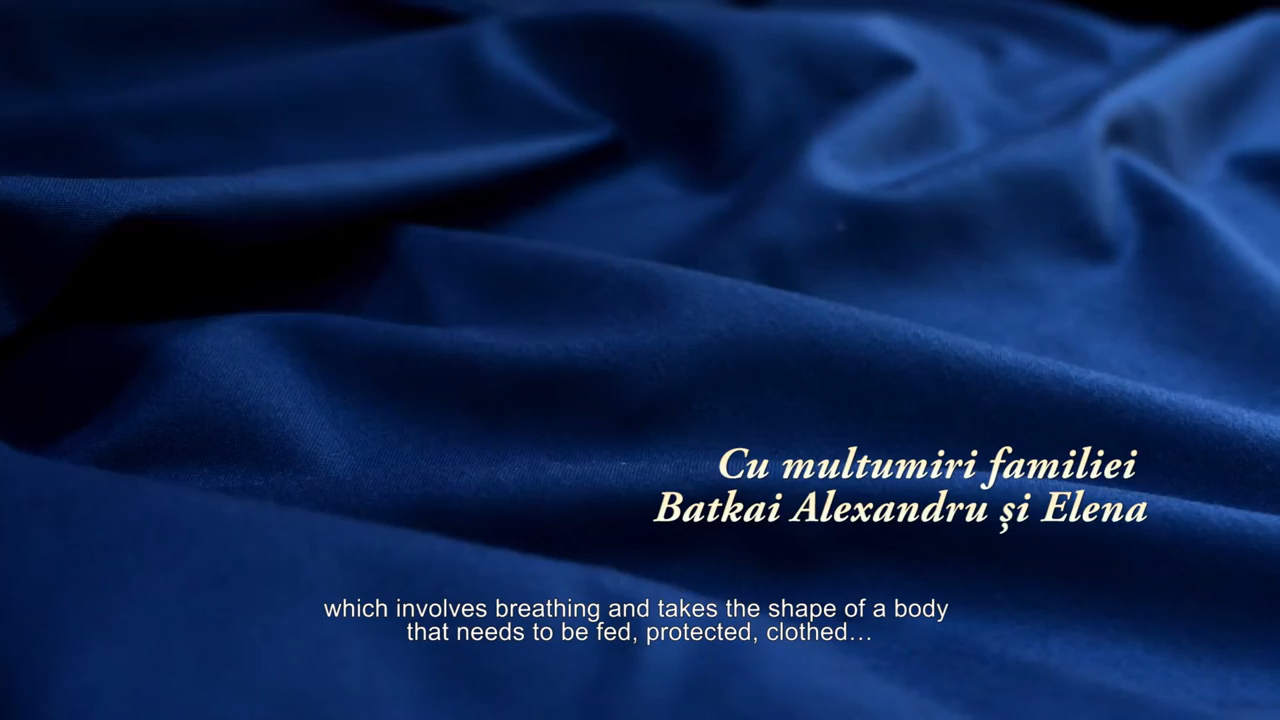 Cu multumiri familiei
Batkai Alexandru și Elena
which involves breathing and takes the shape of a body
that needs to be fed, protected, clothed…